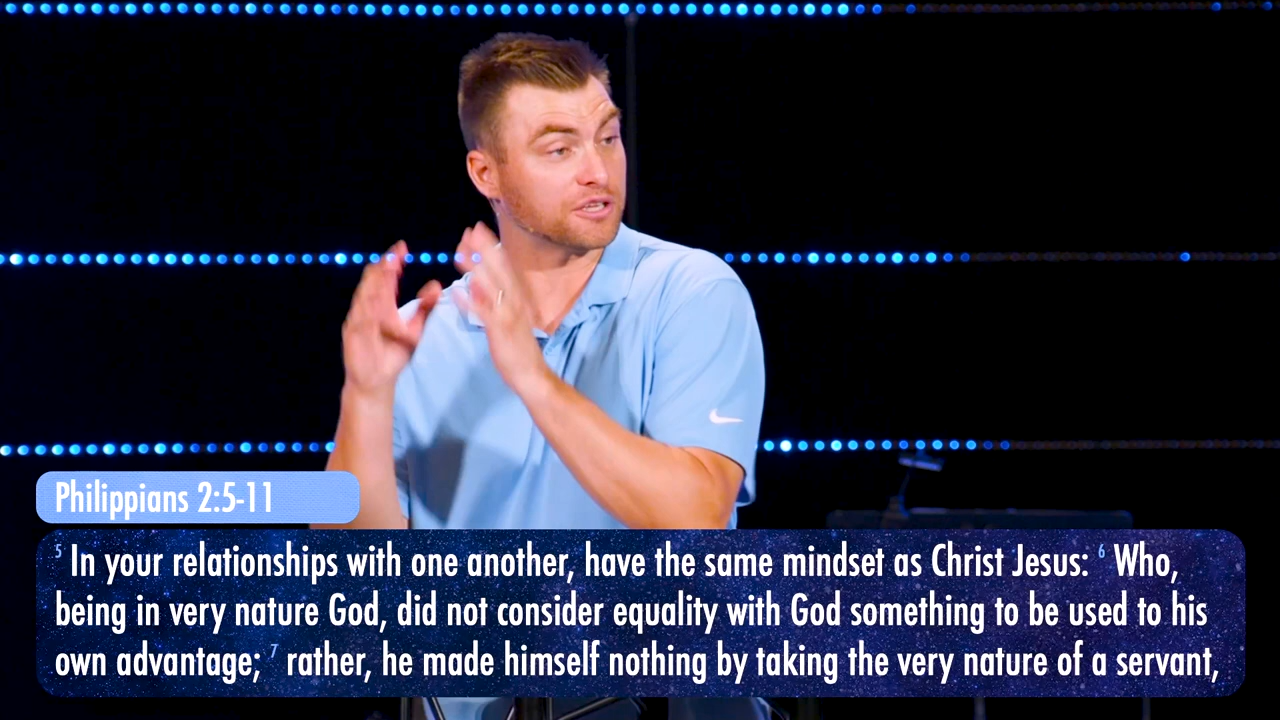 Philippians 2:5-11
5 In your relationships with one another, have the same mindset as Christ Jesus: 6 Who,
being in very nature God, did not consider equality with God something to be used to his
own advantage; 7 rather, he made himself nothing by taking the very nature of a servant,